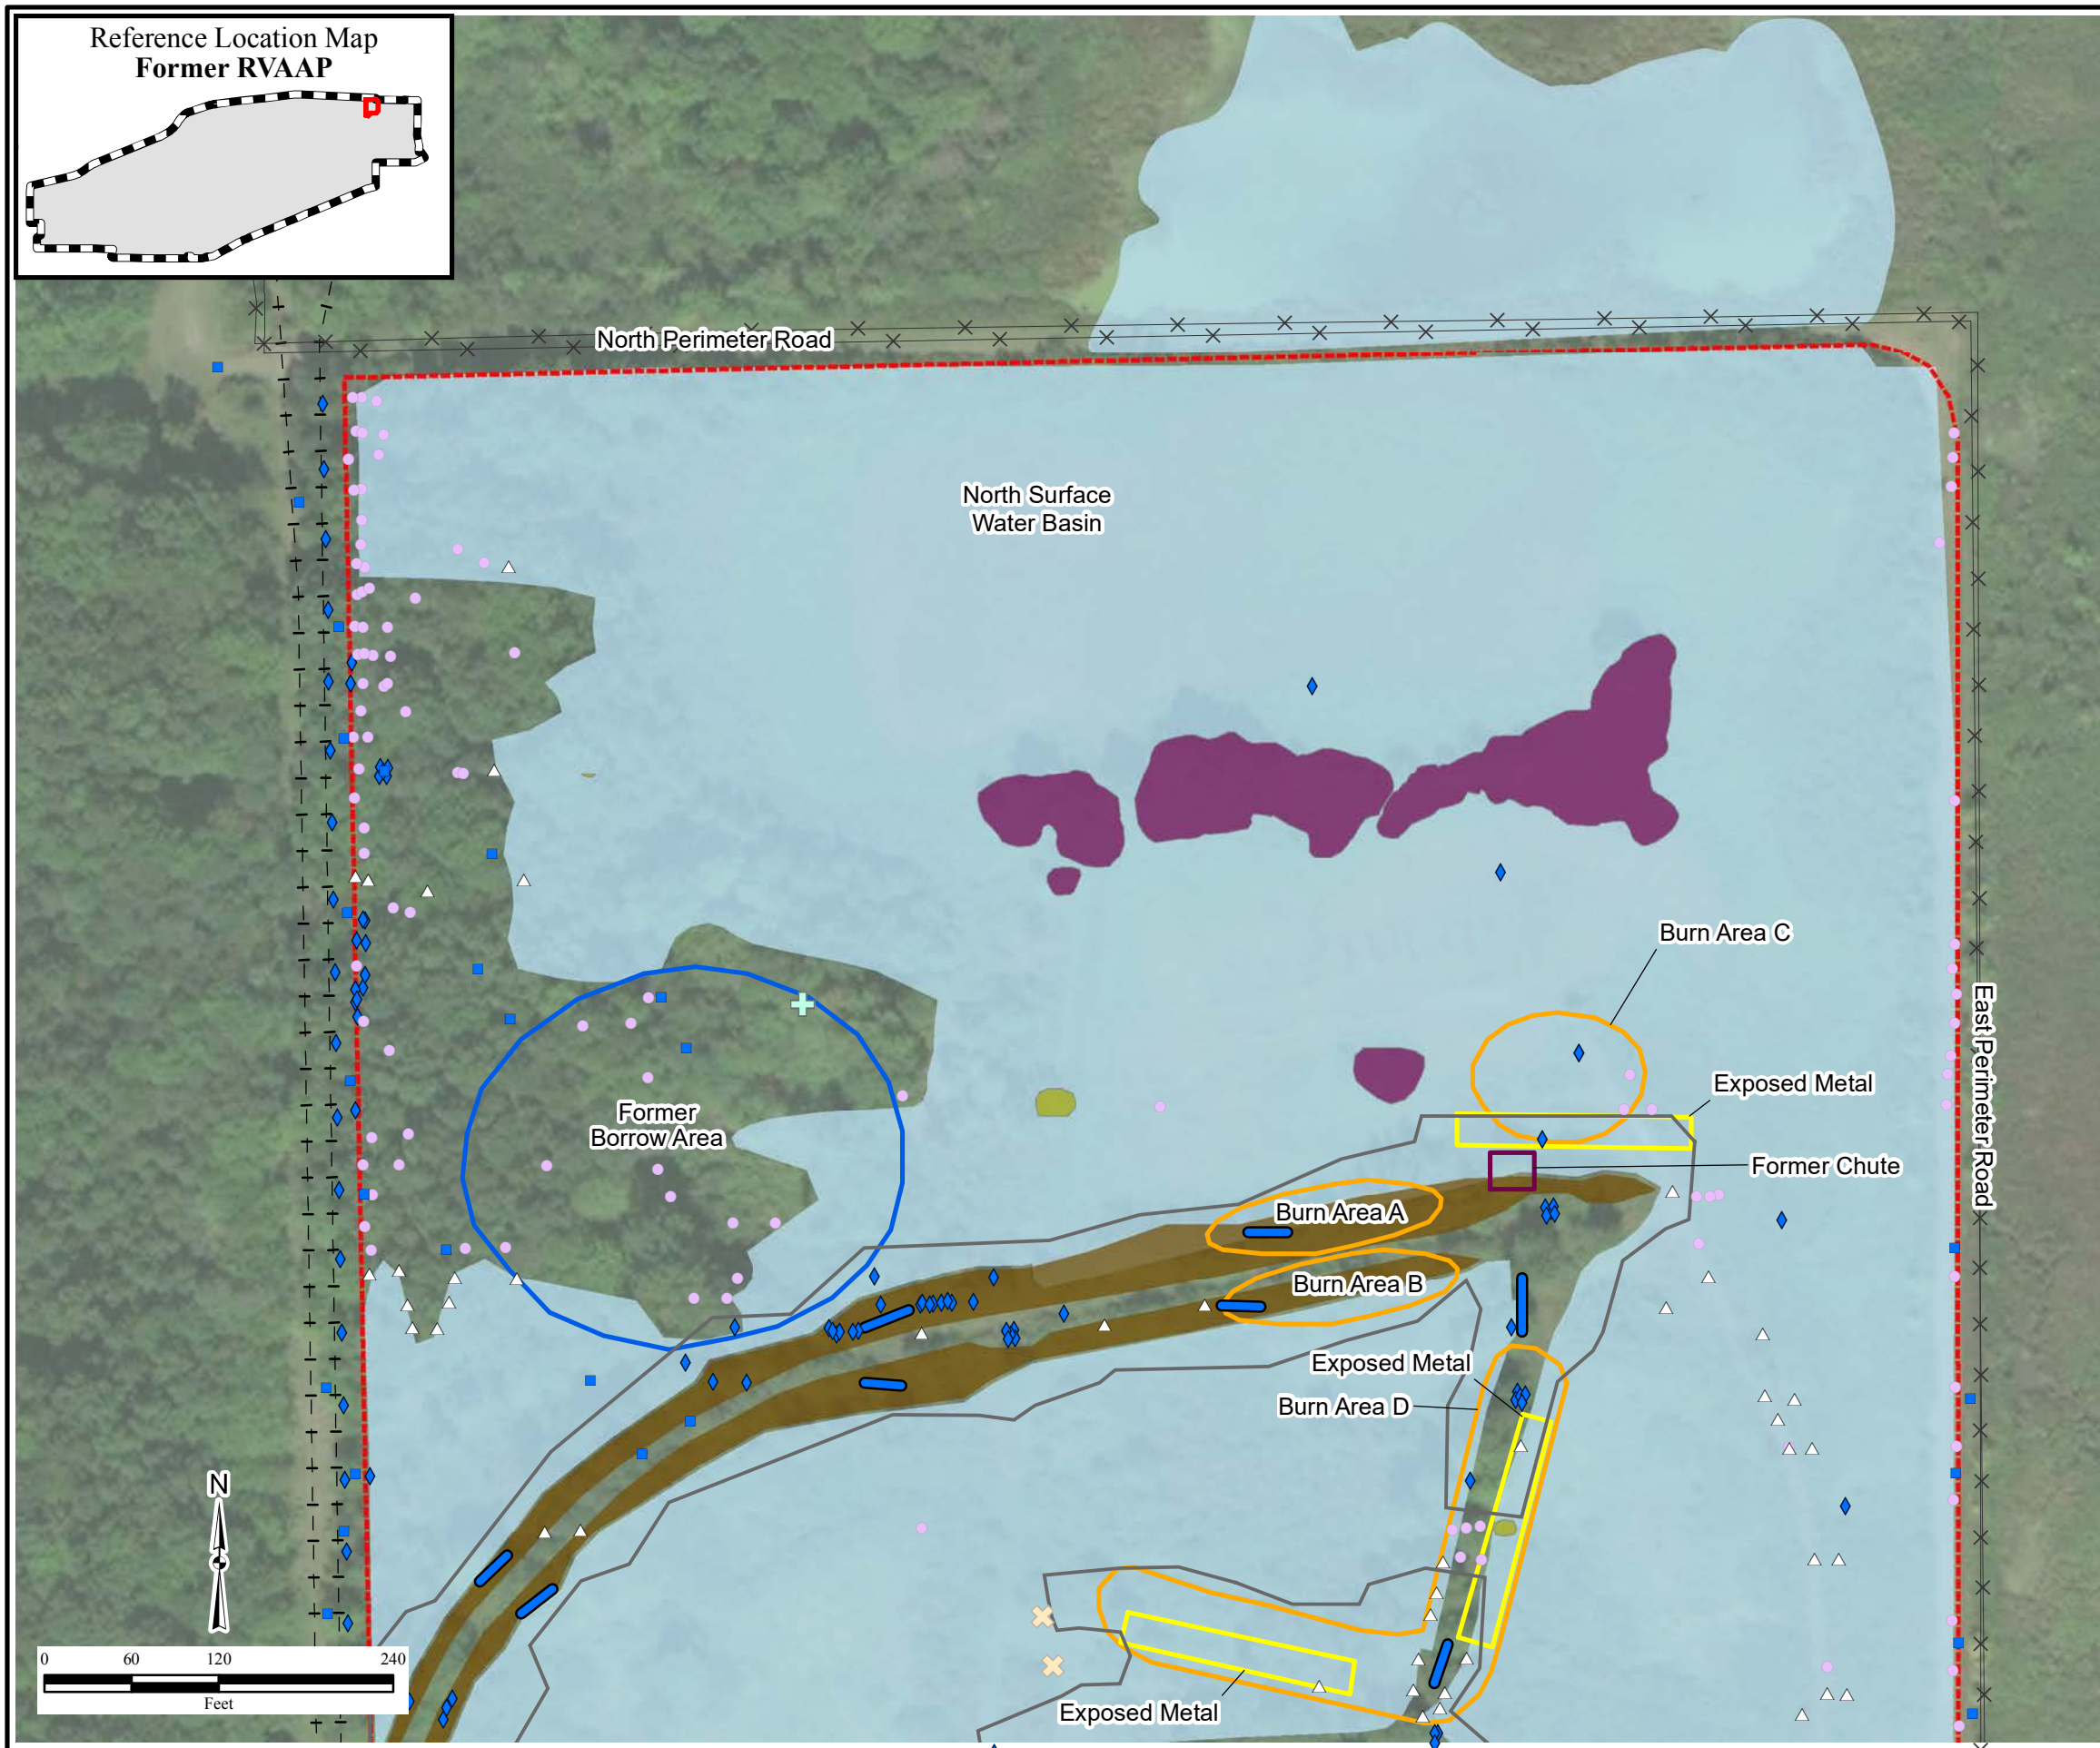 Reference Location Map
Former RVAAP
North Perimeter Road
North Surface
Water Basin
Burn Area C
Exposed Metal
East Perimeter Road
Former
Borrow Area
Former Chute
Burn Area A
Burn Area B
Exposed Metal
Burn Area D
N
0 60 120 240
Feet
Exposed Metal